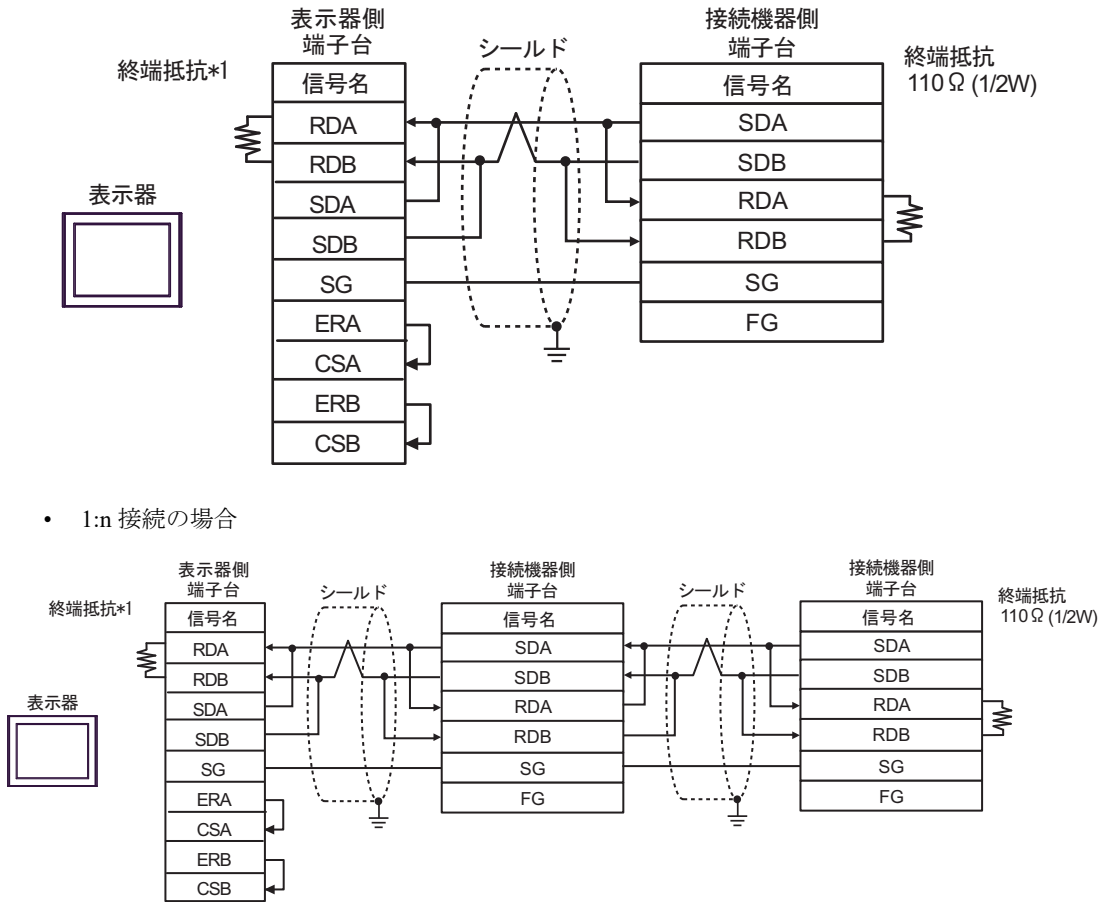 表示器側
端子台
接続機器側
端子台
シールド
終端抵抗*1
終端抵抗
110Ω (1/2W)
信号名
信号名
RDA
SDA
RDB
SDB
SDA
RDA
SDB
RDB
SG
SG
ERA
FG
CSA
ERB
CSB
表示器
• 1:n 接続の場合
表示器側
端子台
シールド
接続機器側
端子台
シールド
接続機器側
端子台
終端抵抗*1
終端抵抗
110Ω (1/2W)
信号名
信号名
信号名
RDA
SDA
SDA
RDB
SDB
SDB
SDA
RDA
RDA
SDB
RDB
RDB
SG
SG
SG
ERA
FG
FG
CSA
ERB
CSB
表示器